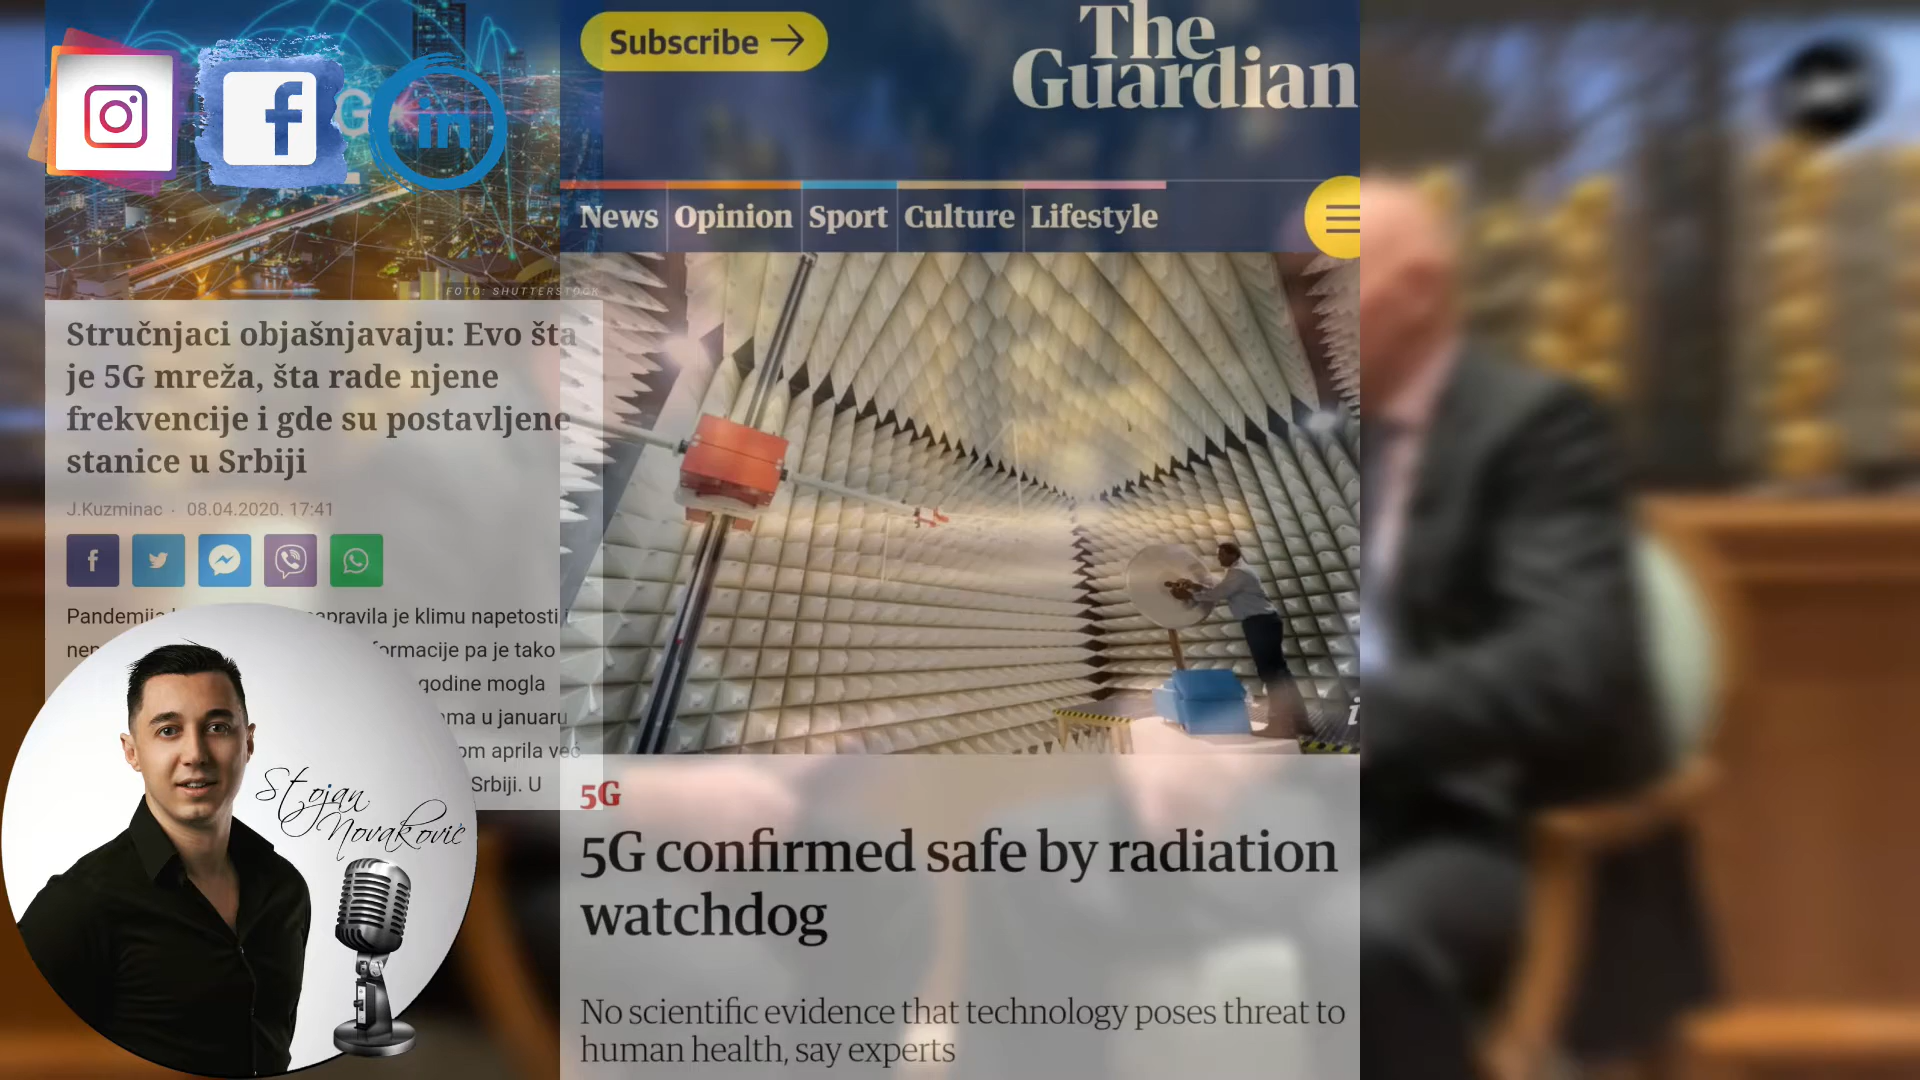 FOTO: SHUTTERSTOCK
Stručnjaci objašnjavaju: Evo šta
je 5G mreža, šta rade njene
frekvencije i gde su postavljene
stanice u Srbiji
J.Kuzminac · 08.04.2020. 17:41
Pandemija napravila je klimu napetosti i
formacije pa je tako
godine mogla
u januaru
aprila već
Srbiji. U
Stojan
Novaković
in
Subscribe →
The
Guardian
News Opinion Sport Culture Lifestyle
5G
5G confirmed safe by radiation
watchdog
No scientific evidence that technology poses threat to
human health, say experts